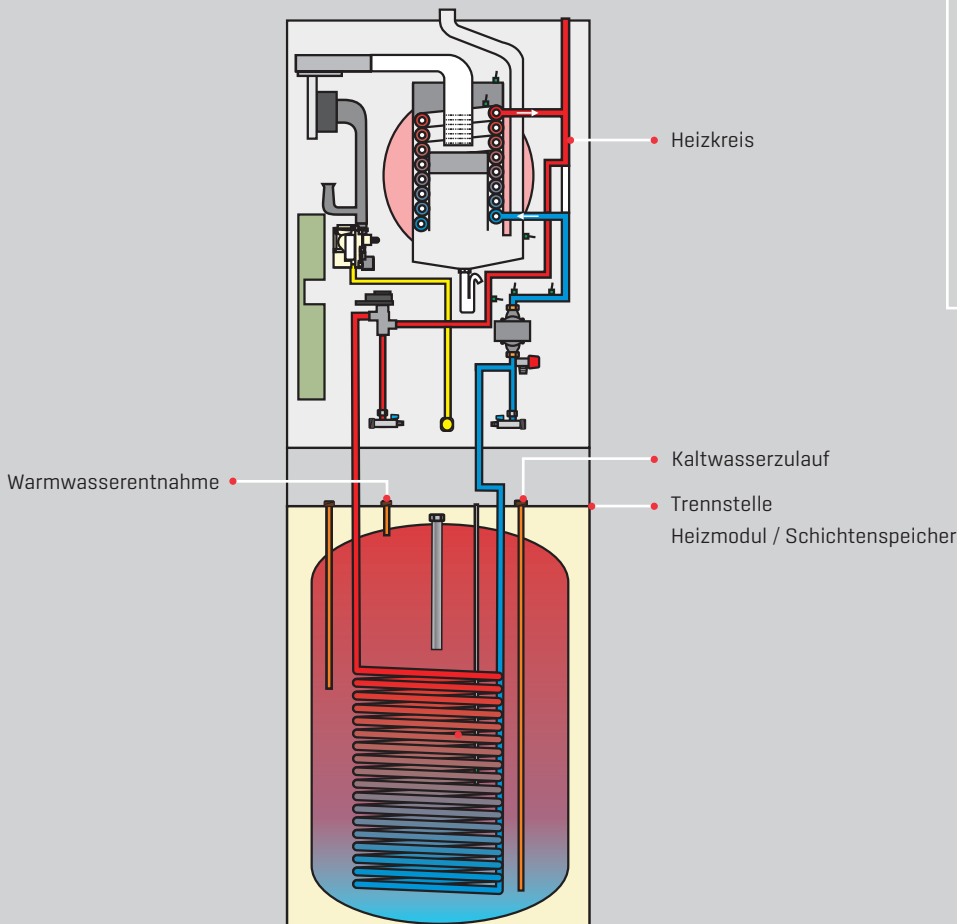 Heizkreis
Warmwasserentnahme
Kaltwasserzulauf
Trennstelle
Heizmodul / Schichtenspeicher